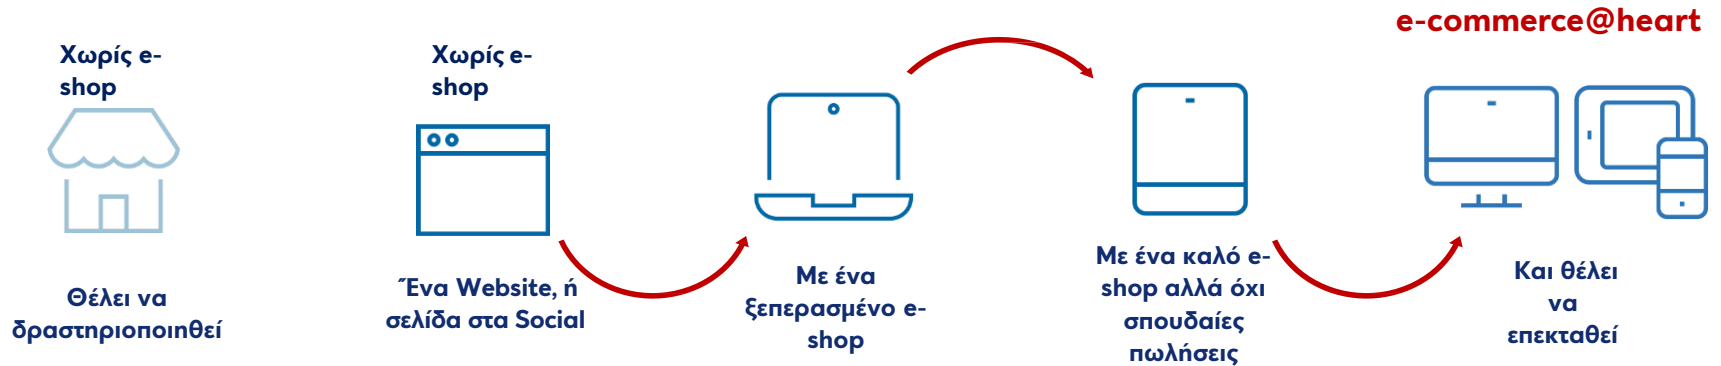 e-commerce@heart
Χωρίς e-
shop
Θέλει να
δραστηριοποιηθεί
Χωρίς e-
shop
Ένα Website, ή
σελίδα στα Social
Με ένα
ξεπερασμένο e-
shop
Με ένα καλό e-
shop αλλά όχι
σπουδαίες
πωλήσεις
Και θέλει
να
επεκταθεί